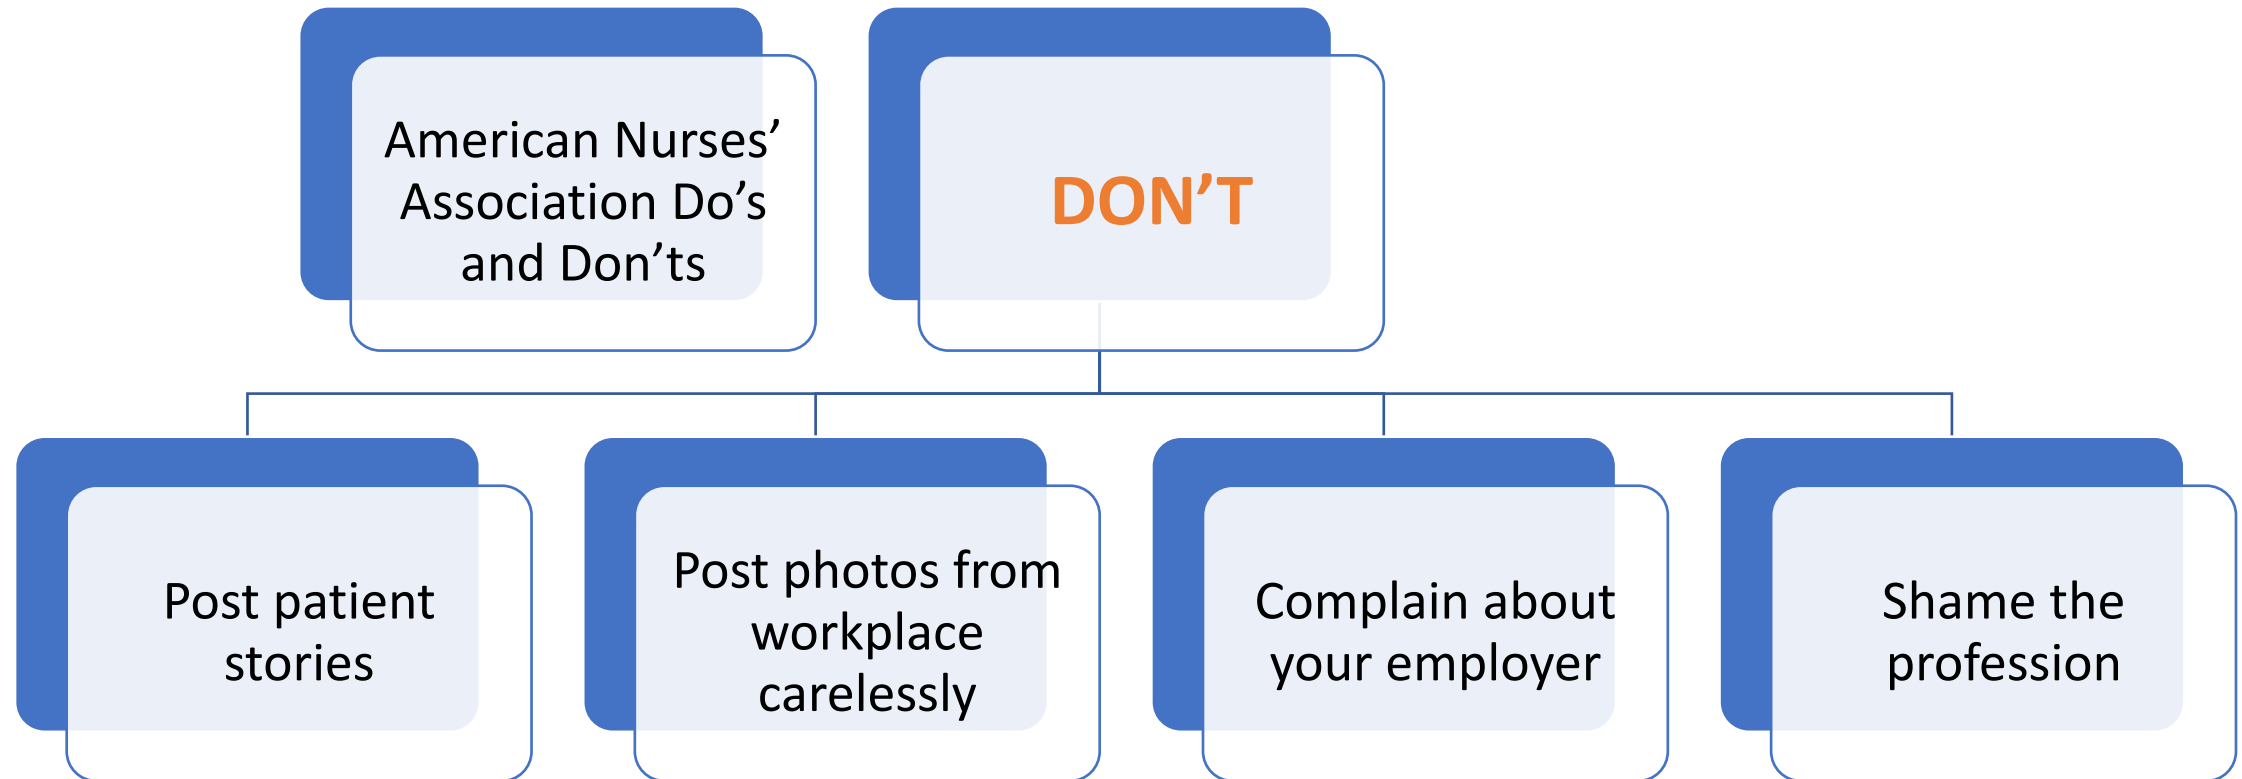 American Nurses’
Association Do’s
and Don’ts
DON’T
Post patient
stories
Post photos from
workplace
carelessly
Complain about
your employer
Shame the
profession